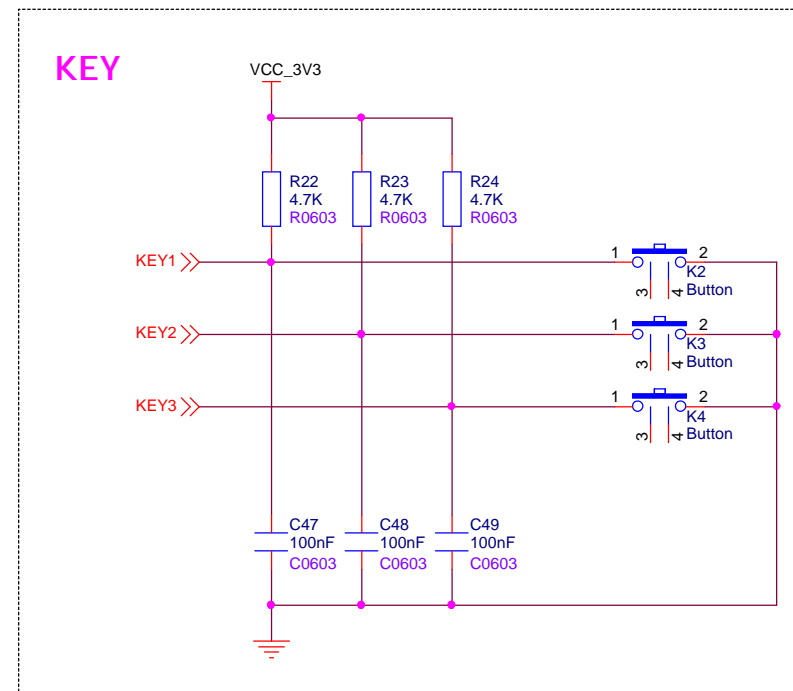 KEY
VCC_3V3
R22
4.7K
R0603
R23
4.7K
R0603
R24
4.7K
R0603
KEY1
1
2
K2
Button
3
4
KEY2
1
2
K3
Button
3
4
KEY3
1
2
K4
Button
3
4
C47
100nF
C0603
C48
100nF
C0603
C49
100nF
C0603